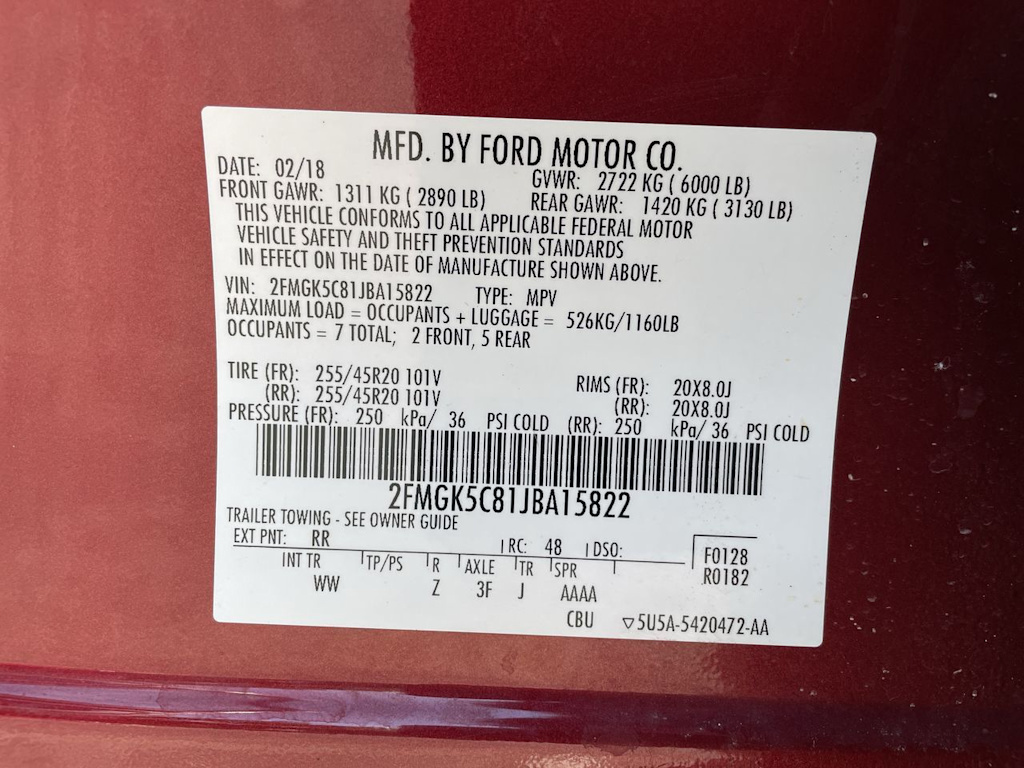 MFD. BY FORD MOTOR CO.
DATE: 02/18 GVWR: 2722 KG ( 6000 LB)
FRONT GAWR: 1311 KG ( 2890 LB) REAR GAWR: 1420 KG ( 3130 LB)
THIS VEHICLE CONFORMS TO ALL APPLICABLE FEDERAL MOTOR
VEHICLE SAFETY AND THEFT PREVENTION STANDARDS
IN EFFECT ON THE DATE OF MANUFACTURE SHOWN ABOVE.
VIN: 2FMGK5C81JBA15822 TYPE: MPV
MAXIMUM LOAD = OCCUPANTS + LUGGAGE = 526KG/1160LB
OCCUPANTS = 7 TOTAL; 2 FRONT, 5 REAR
TIRE (FR): 255/45R20 101V RIMS (FR): 20X8.0J
(RR): 255/45R20 101V (RR): 20X8.0J
PRESSURE (FR): 250 kPa/ 36 PSI COLD (RR): 250 kPa/ 36 PSI COLD
2FMGK5C81JBA15822
TRAILER TOWING - SEE OWNER GUIDE
EXT PNT: RR RC: 48 DSO: F0128
INT TR TP/PS R AXLE TR SPR R0182
WW Z 3F J AAAA
CBU ▽5U5A-5420472-AA